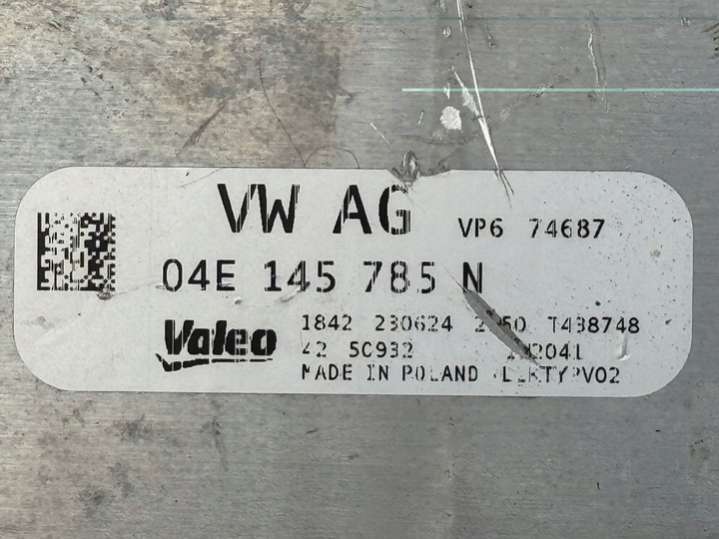 VW AG VP6 74687
04E 145 785 N
Valeo
1842 230624 T438748
42 5C932
MADE IN POLAND